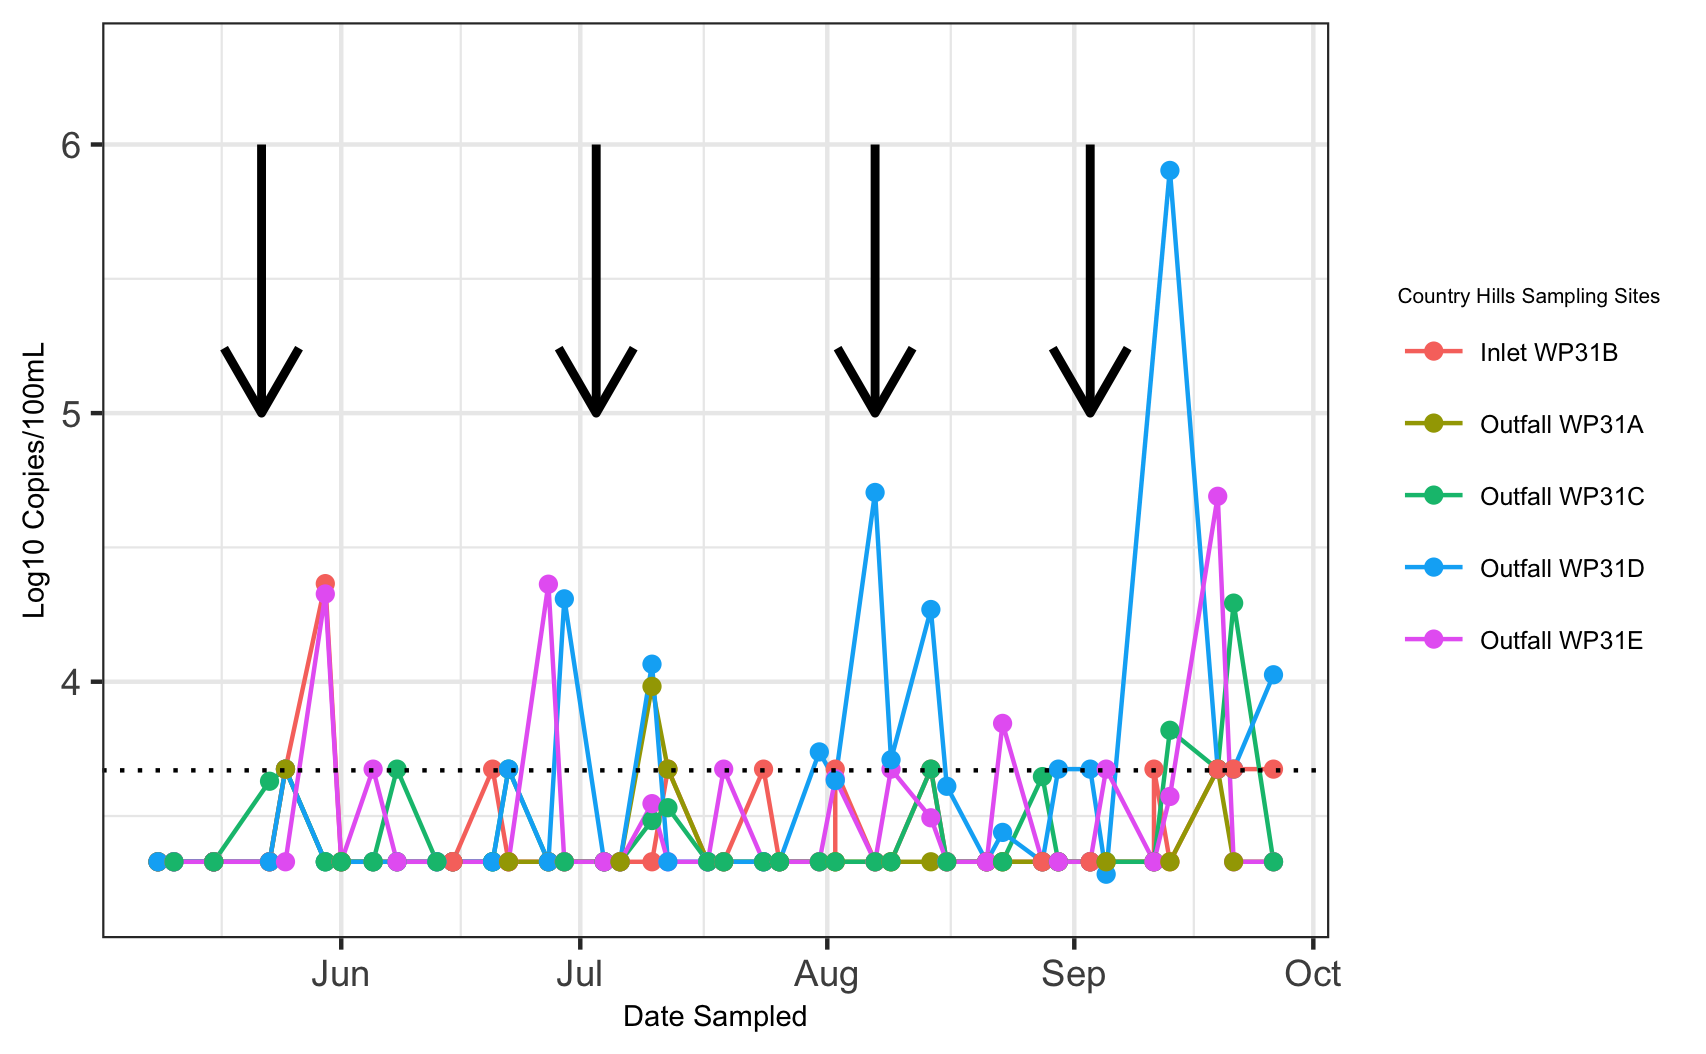 6
5
4
Log10 Copies/100mL
Jun
Jul
Aug
Sep
Oct
Date Sampled
Country Hills Sampling Sites
Inlet WP31B
Outfall WP31A
Outfall WP31C
Outfall WP31D
Outfall WP31E